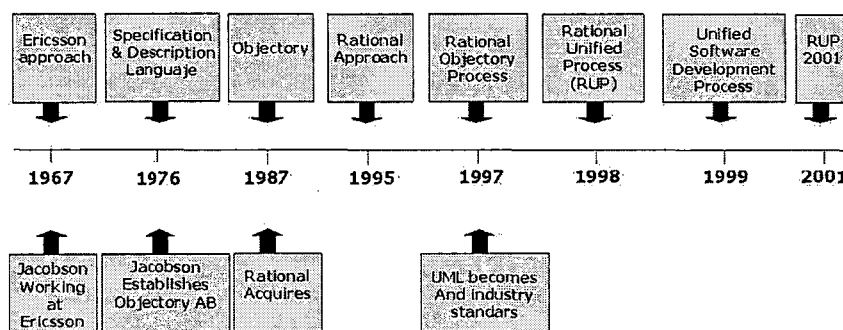 Ericsson
approach
Specification
& Description
Languaje
Objectory
Rational
Approach
Rational
Objectory
Process
Rational
Unified
Process
(RUP)
Unified
Software
Development
Process
RUP
2001
1967
1976
1987
1995
1997
1998
1999
2001
Jacobson
Working
at
Ericsson
Jacobson
Establishes
Objectory AB
Rational
Acquires
UML becomes
And industry
standars